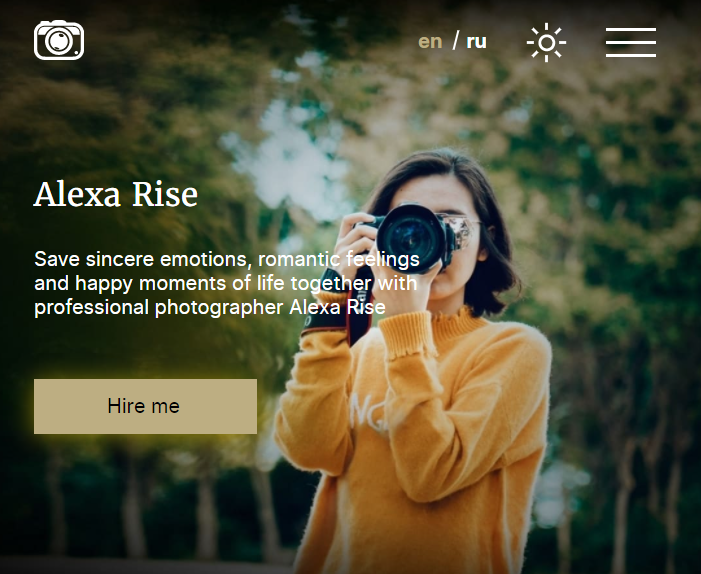 en / ru
Alexa Rise
Save sincere emotions, romantic feelings
and happy moments of life together with
professional photographer Alexa Rise
Hire me